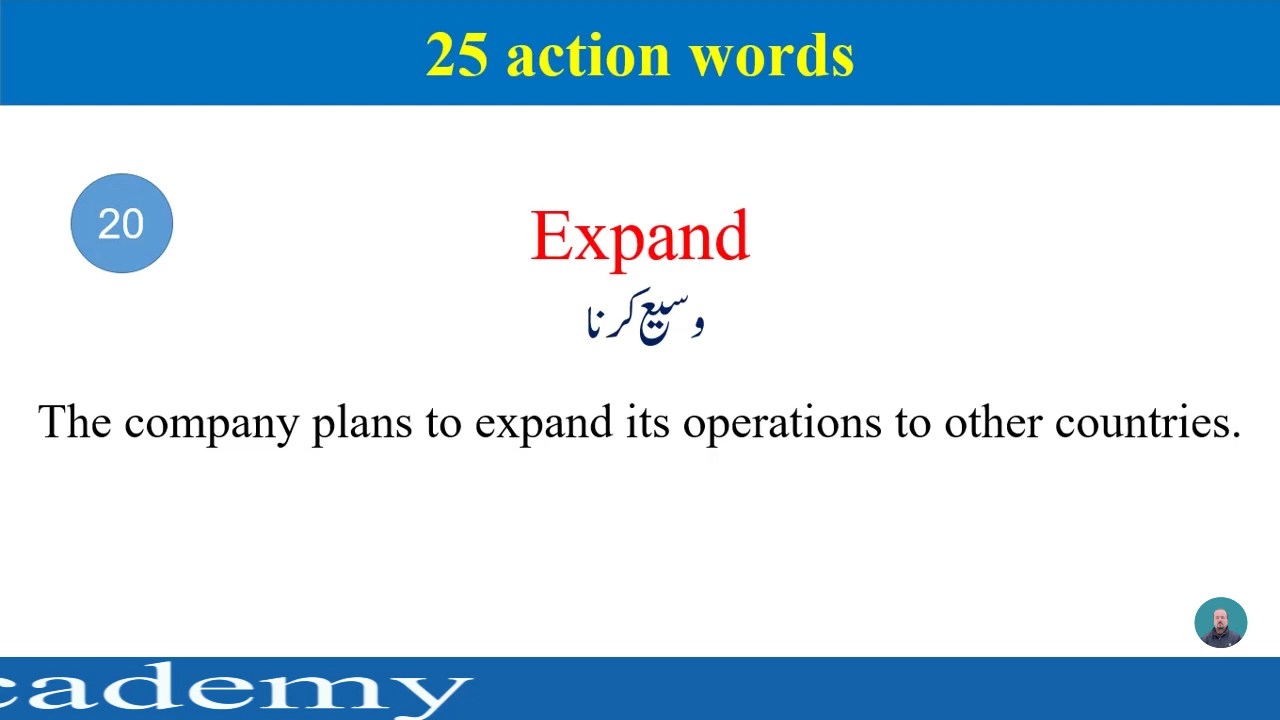 25 action words
20
Expand
وسیع کرنا
The company plans to expand its operations to other countries.
cademy